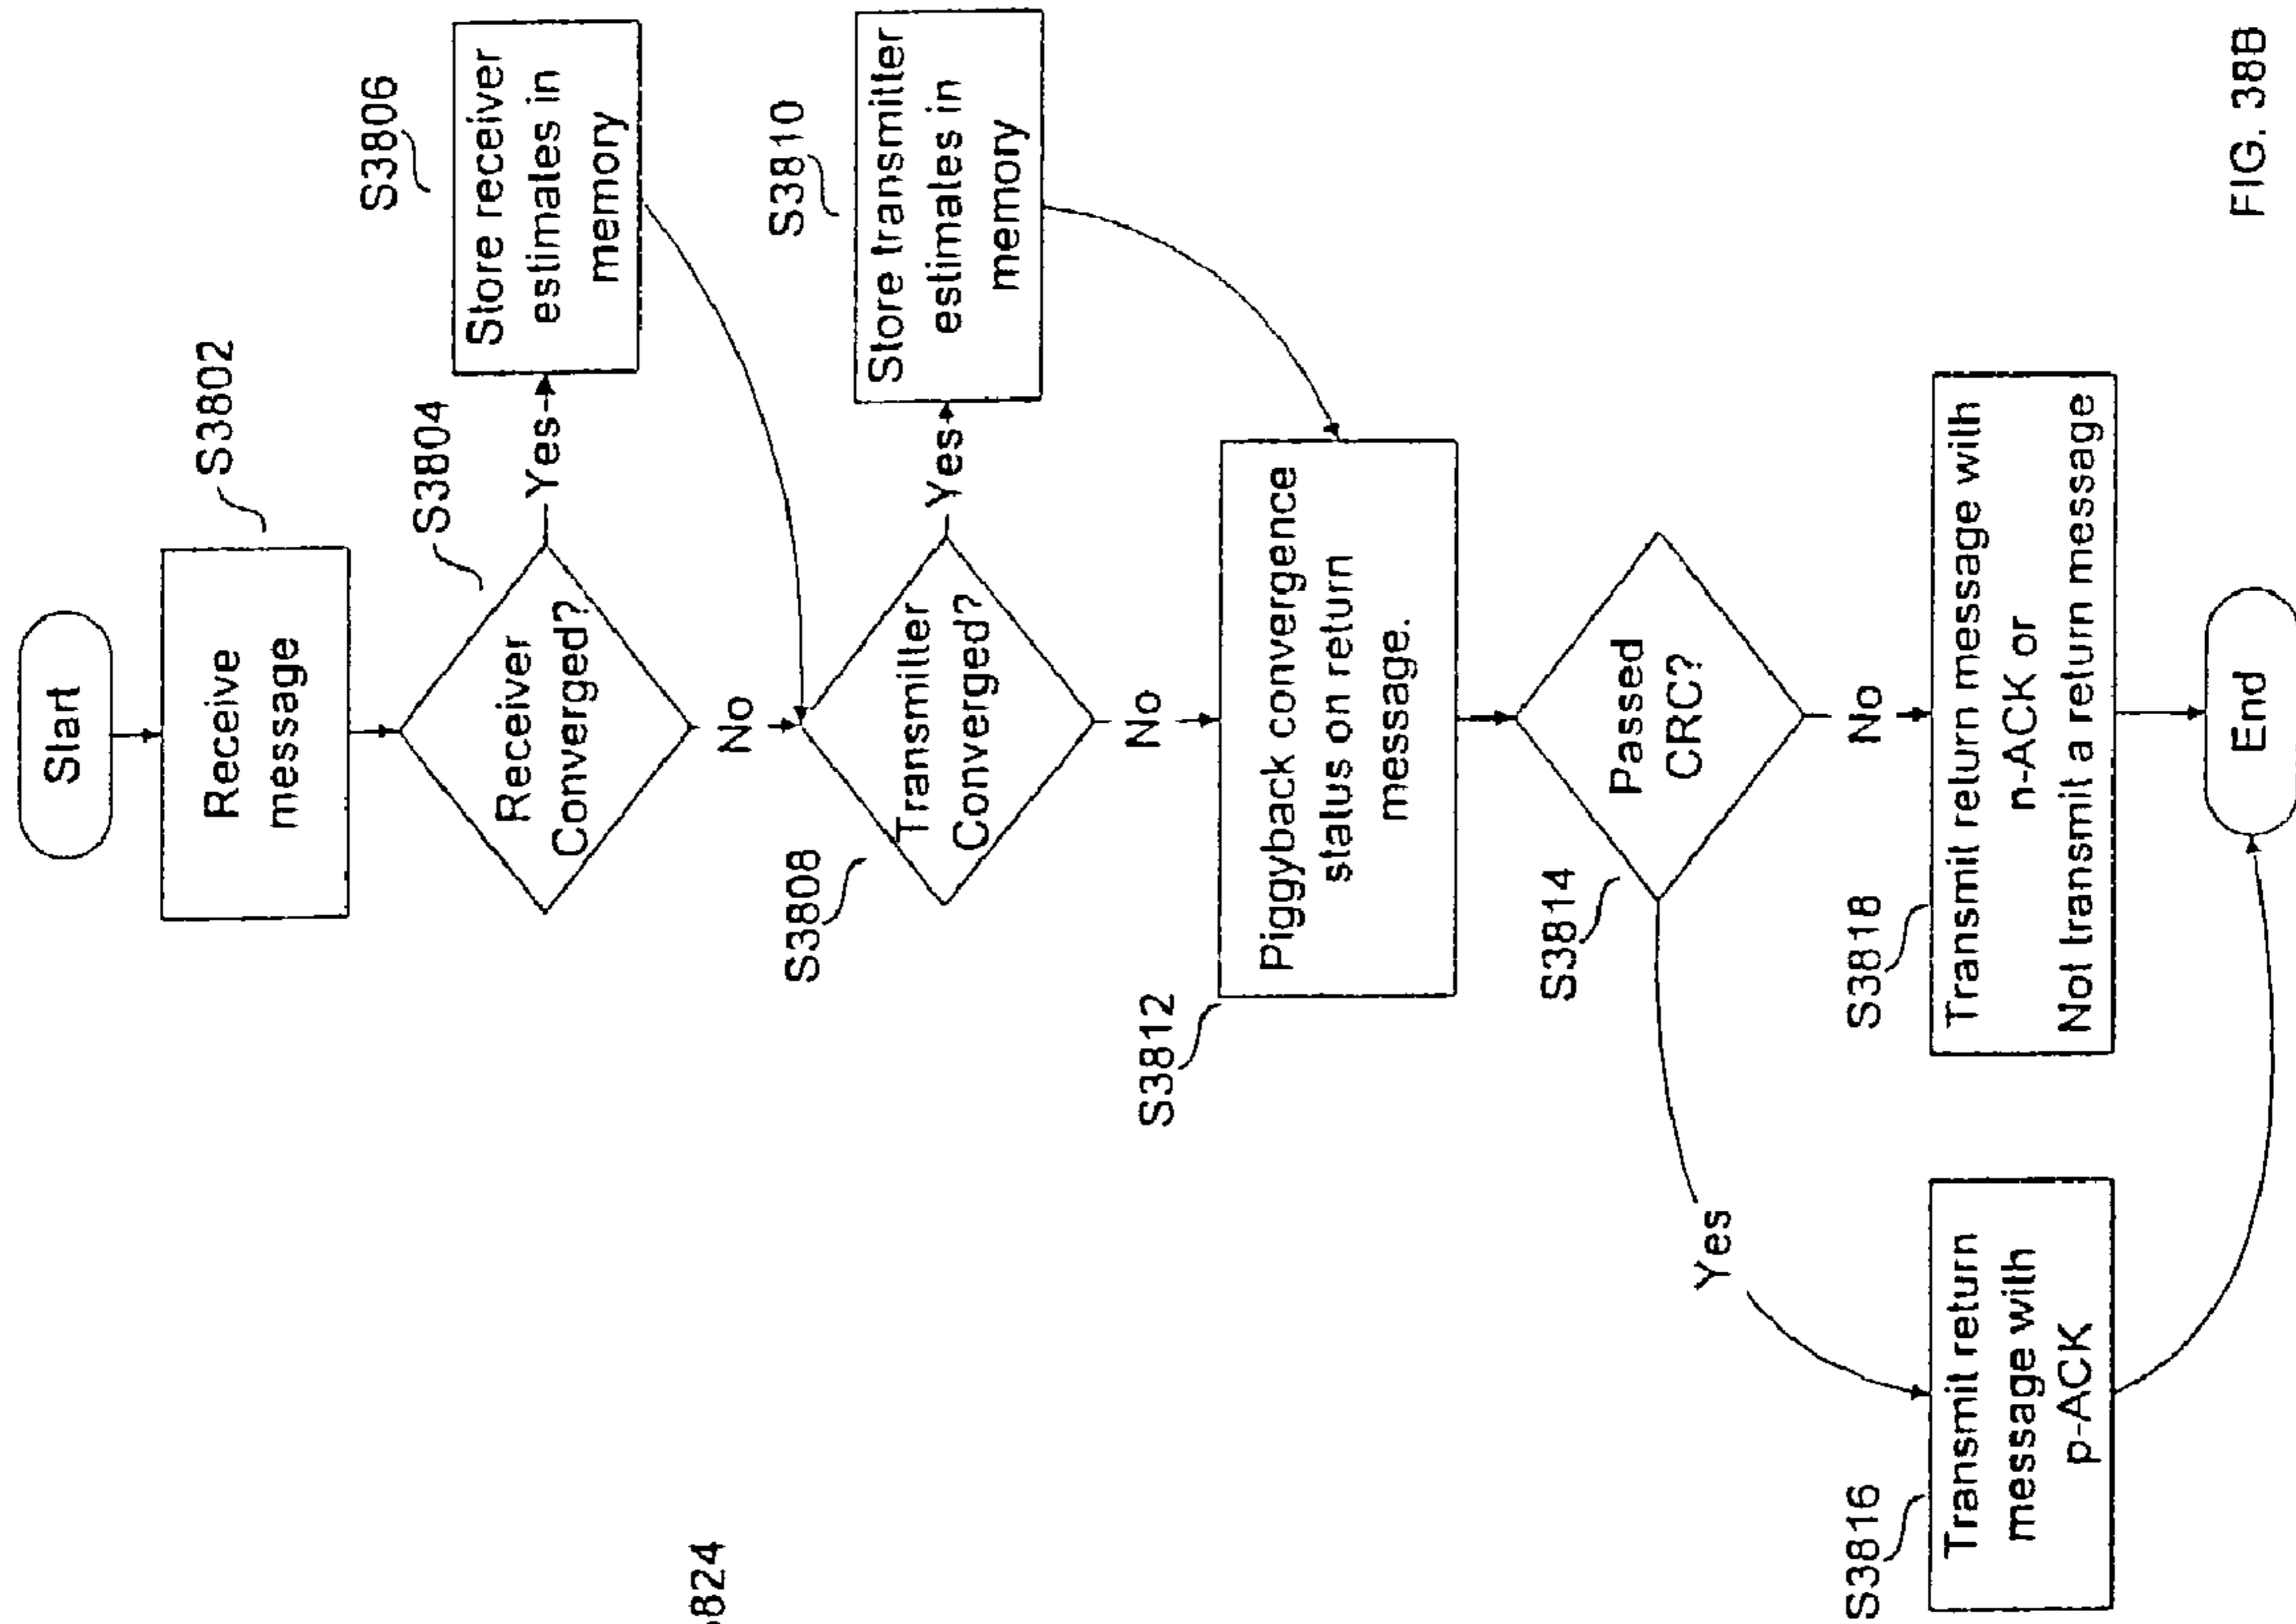 Start
Receive
message
S3802
Receiver
Converged?
S3804
Yes
Store receiver
estimates in
memory
S3806
No
Transmitter
Converged?
S3808
Yes
Store transmitter
estimates in
memory
S3810
No
Piggyback convergence
status on return
message.
S3812
Passed
CRC?
S3814
Yes
No
Transmit return
message with
p-ACK
S3816
Transmit return message with
n-ACK or
Not transmit a return message
S3818
End
824
FIG. 38B